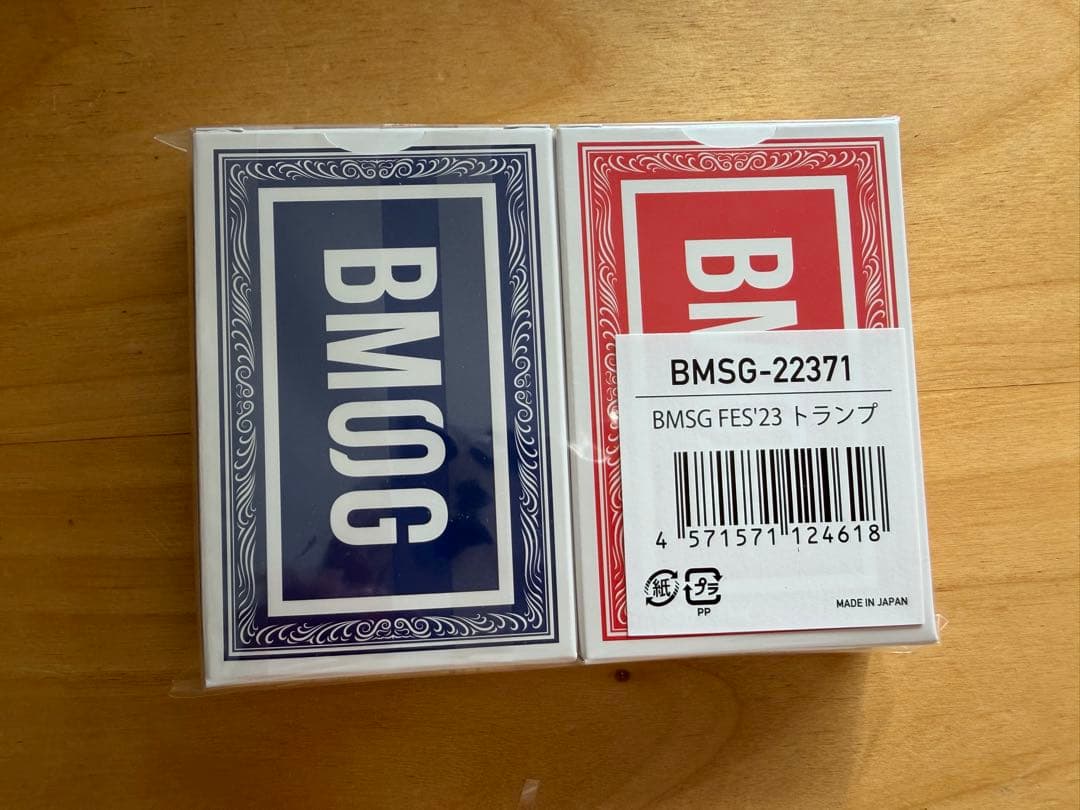 BMSG
BM
BMSG-22371
BMSG FES'23 トランプ
4 571571 124618
紙 プラ
PP
MADE IN JAPAN